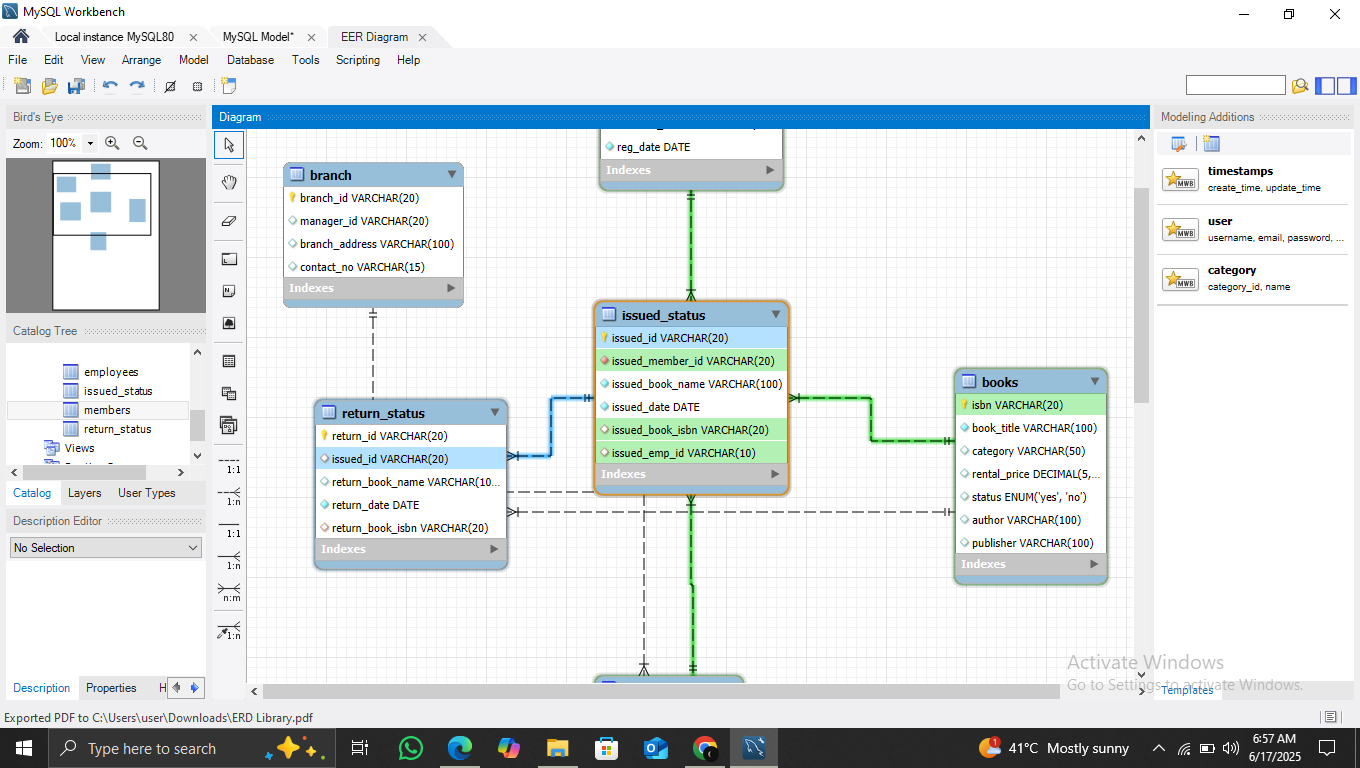 MySQL Workbench
Local instance MySQL80
MySQL Model*
EER Diagram
File Edit View Arrange Model Database Tools Scripting Help
Bird's Eye
Zoom: 100%
Catalog Tree
employees
issued_status
members
return_status
Views
Catalog Layers User Types
Description Editor
No Selection
Description Properties H
Diagram
1:1
1:n
1:1
1:n
n:m
1:n
reg_date DATE
Indexes
branch
branch_id VARCHAR(20)
manager_id VARCHAR(20)
branch_address VARCHAR(100)
contact_no VARCHAR(15)
Indexes
issued_status
issued_id VARCHAR(20)
issued_member_id VARCHAR(20)
issued_book_name VARCHAR(100)
issued_date DATE
issued_book_isbn VARCHAR(20)
issued_emp_id VARCHAR(10)
Indexes
return_status
return_id VARCHAR(20)
issued_id VARCHAR(20)
return_book_name VARCHAR(10...
return_date DATE
return_book_isbn VARCHAR(20)
Indexes
books
isbn VARCHAR(20)
book_title VARCHAR(100)
category VARCHAR(50)
rental_price DECIMAL(5,...
status ENUM('yes', 'no')
author VARCHAR(100)
publisher VARCHAR(100)
Indexes
Modeling Additions
MWB
timestamps
create_time, update_time
MWB
user
username, email, password, ...
MWB
category
category_id, name
Activate Windows
Go to Settings to activate Windows.
Templates
Exported PDF to C:\Users\user\Downloads\ERD Library.pdf
Type here to search
1
41°C Mostly sunny
6:57 AM
6/17/2025